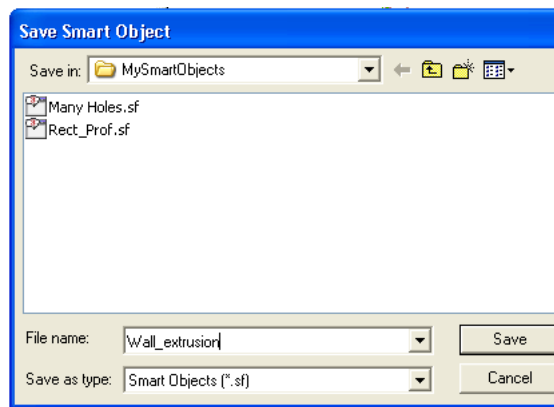 Save Smart Object
Save in: MySmartObjects
Many Holes.sf
Rect_Prof.sf
File name: Wall_extrusion Save
Save as type: Smart Objects (*.sf) Cancel